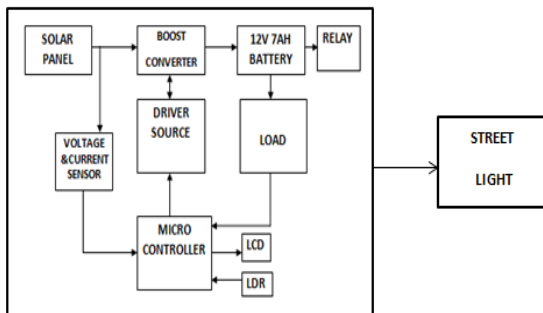 SOLAR
PANEL
BOOST
CONVERTER
12V 7AH
BATTERY
RELAY
DRIVER
SOURCE
LOAD
VOLTAGE
&CURRENT
SENSOR
MICRO
CONTROLLER
LCD
LDR
STREET
LIGHT